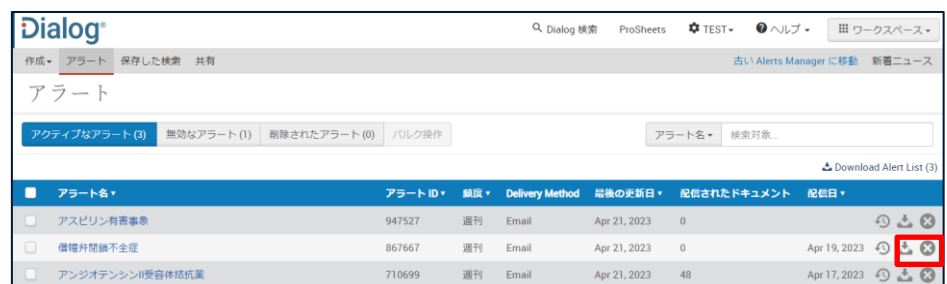 Dialog®
Dialog 検索 ProSheets TEST ヘルプ ワークスペース
作成 アラート 保存した検索 共有 古い Alerts Manager に移動 新着ニュース
アラート
アクティブなアラート (3) 無効なアラート (1) 削除されたアラート (0) バルク操作 アラート名 検索対象...
Download Alert List (3)
アラート名 アラート ID 頻度 Delivery Method 最後の更新日 配信されたドキュメント 配信日
アスピリン有害事象 947527 週刊 Email Apr 21, 2023 0
僧帽弁閉鎖不全症 867667 週刊 Email Apr 21, 2023 0 Apr 19, 2023
アンジオテンシンII受容体拮抗薬 710699 週刊 Email Apr 21, 2023 48 Apr 17, 2023